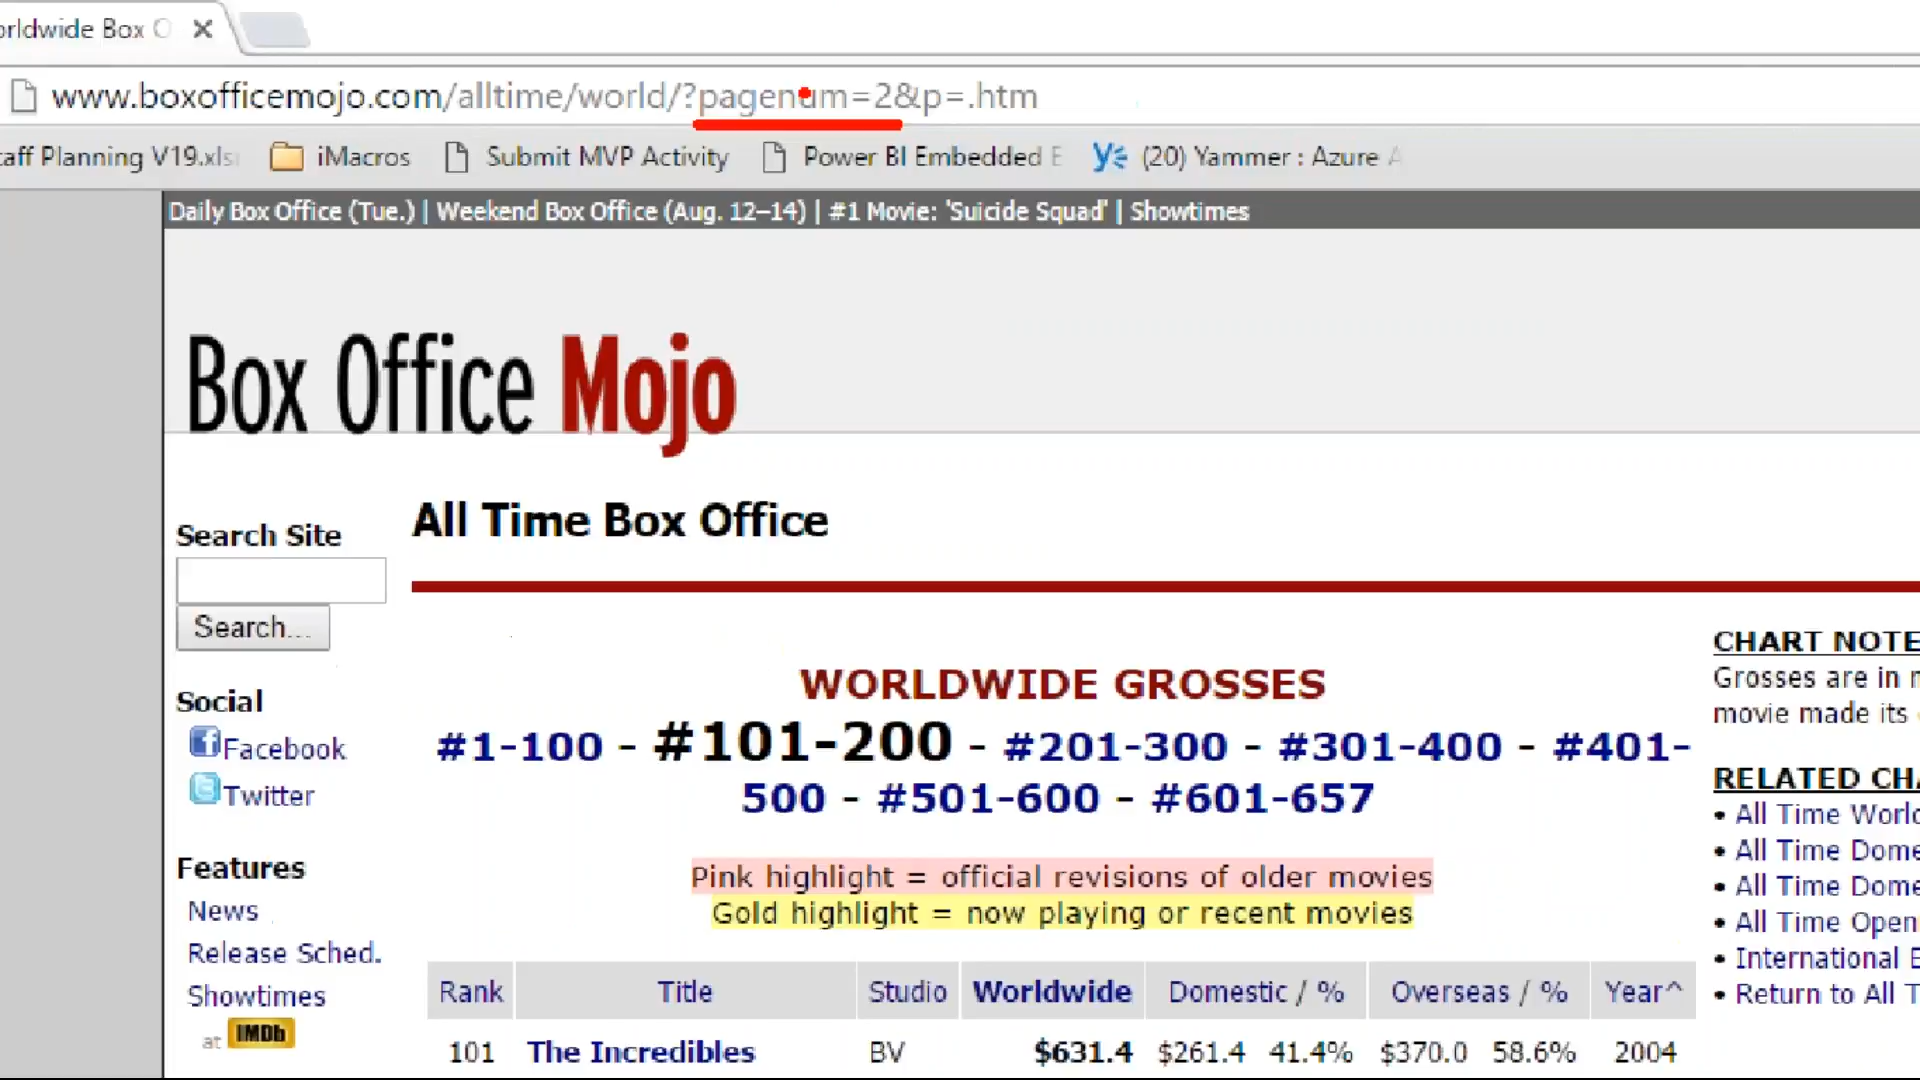 orldwide Box O
www.boxofficemojo.com/alltime/world/?pagenum=2&p=.htm
taff Planning V19.xls iMacros Submit MVP Activity Power BI Embedded E (20) Yammer : Azure A
Daily Box Office (Tue.) | Weekend Box Office (Aug. 12–14) | #1 Movie: 'Suicide Squad' | Showtimes
Box Office Mojo
All Time Box Office
Search Site
Search...
Social
Facebook
Twitter
Features
News
Release Sched.
Showtimes
at IMDb
WORLDWIDE GROSSES
#1-100 - #101-200 - #201-300 - #301-400 - #401-
500 - #501-600 - #601-657
Pink highlight = official revisions of older movies
Gold highlight = now playing or recent movies
Rank Title Studio Worldwide Domestic / % Overseas / % Year^
101 The Incredibles BV $631.4 $261.4 41.4% $370.0 58.6% 2004
CHART NOTE
Grosses are in
movie made its
RELATED CHA
• All Time World
• All Time Dome
• All Time Dome
• All Time Open
• International
• Return to All T